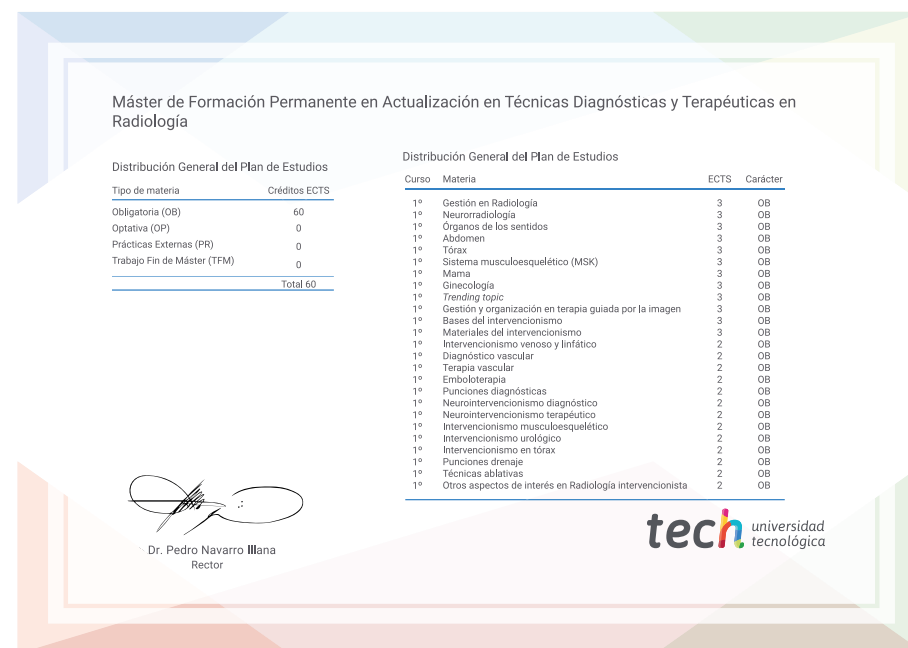 Máster de Formación Permanente en Actualización en Técnicas Diagnósticas y Terapéuticas en
Radiología
Distribución General del Plan de Estudios
Tipo de materia Créditos ECTS
Obligatoria (OB) 60
Optativa (OP) 0
Prácticas Externas (PR) 0
Trabajo Fin de Máster (TFM) 0
Total 60
Distribución General del Plan de Estudios
Curso Materia ECTS Carácter
1º Gestión en Radiología 3 OB
1º Neurorradiología 3 OB
1º Órganos de los sentidos 3 OB
1º Abdomen 3 OB
1º Tórax 3 OB
1º Sistema musculoesquelético (MSK) 3 OB
1º Mama 3 OB
1º Ginecología 3 OB
1º Trending topic 3 OB
1º Gestión y organización en terapia guiada por la imagen 3 OB
1º Bases del intervencionismo 3 OB
1º Materiales del intervencionismo 3 OB
1º Intervencionismo venoso y linfático 2 OB
1º Diagnóstico vascular 2 OB
1º Terapia vascular 2 OB
1º Emboloterapia 2 OB
1º Punciones diagnósticas 2 OB
1º Neurointervencionismo diagnóstico 2 OB
1º Neurointervencionismo terapéutico 2 OB
1º Intervencionismo musculoesquelético 2 OB
1º Intervencionismo urológico 2 OB
1º Intervencionismo en tórax 2 OB
1º Punciones drenaje 2 OB
1º Técnicas ablativas 2 OB
1º Otros aspectos de interés en Radiología intervencionista 2 OB
Dr. Pedro Navarro Illana
Rector
tech universidad
tecnológica